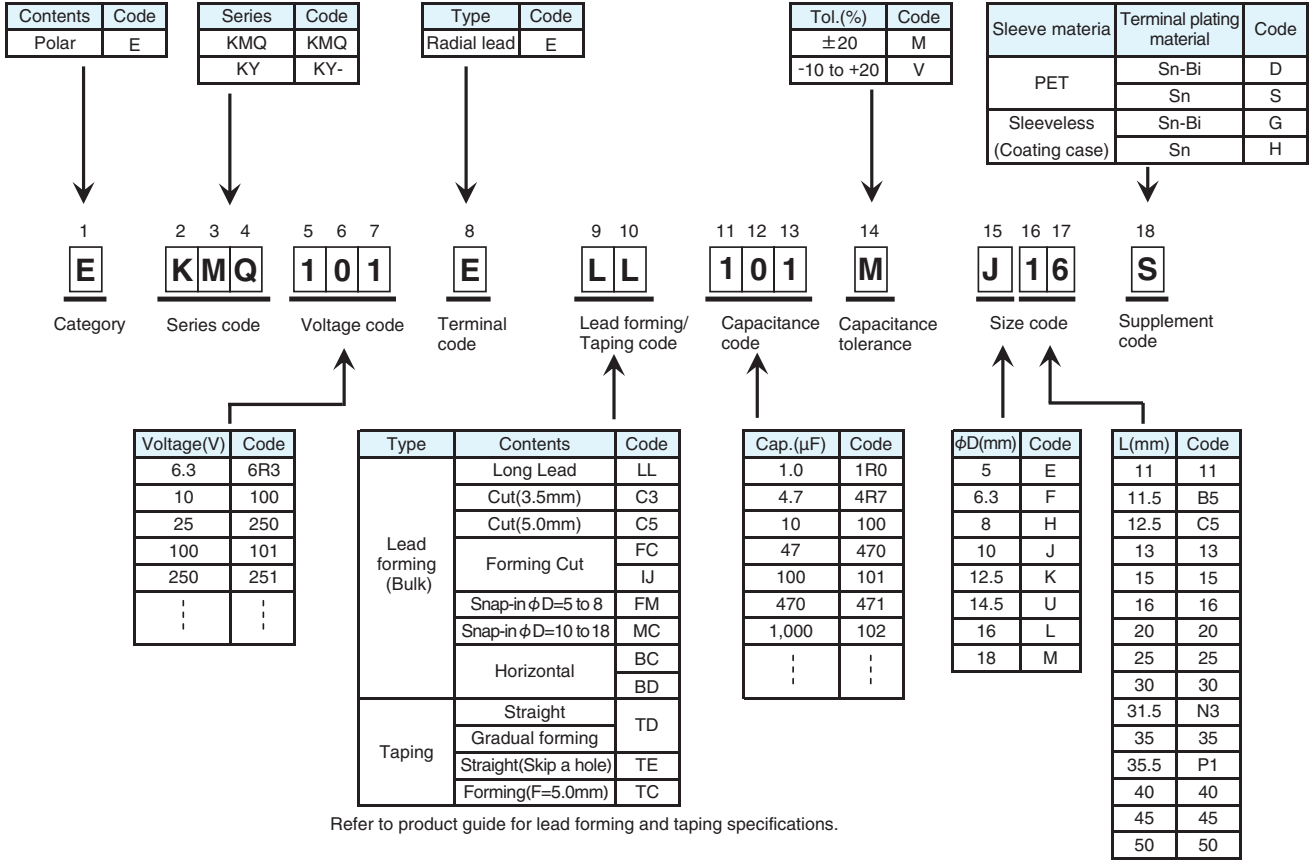 Contents Code
Polar E
Series Code
KMQ KMQ
KY KY-
Type Code
Radial lead E
Tol.(%) Code
±20 M
-10 to +20 V
Sleeve materia Terminal plating material Code
PET Sn-Bi D
Sn S
Sleeveless (Coating case) Sn-Bi G
Sn H
1 2 3 4 5 6 7 8 9 10 11 12 13 14 15 16 17 18
E K M Q 1 0 1 E L L 1 0 1 M J 1 6 S
Category
Series code
Voltage code
Terminal
code
Lead forming/
Taping code
Capacitance
code
Capacitance
tolerance
Size code
Supplement
code
Voltage(V) Code
6.3 6R3
10 100
25 250
100 101
250 251
Type Contents Code
Lead
forming
(Bulk)
Long Lead LL
Cut(3.5mm) C3
Cut(5.0mm) C5
Forming Cut FC
IJ
Snap-in φD=5 to 8 FM
Snap-in φD=10 to 18 MC
Horizontal BC
BD
Taping
Straight TD
Gradual forming
Straight(Skip a hole) TE
Forming(F=5.0mm) TC
Cap.(μF) Code
1.0 1R0
4.7 4R7
10 100
47 470
100 101
470 471
1,000 102
φD(mm) Code
5 E
6.3 F
8 H
10 J
12.5 K
14.5 U
16 L
18 M
L(mm) Code
11 11
11.5 B5
12.5 C5
13 13
15 15
16 16
20 20
25 25
30 30
31.5 N3
35 35
35.5 P1
40 40
45 45
50 50
Refer to product guide for lead forming and taping specifications.